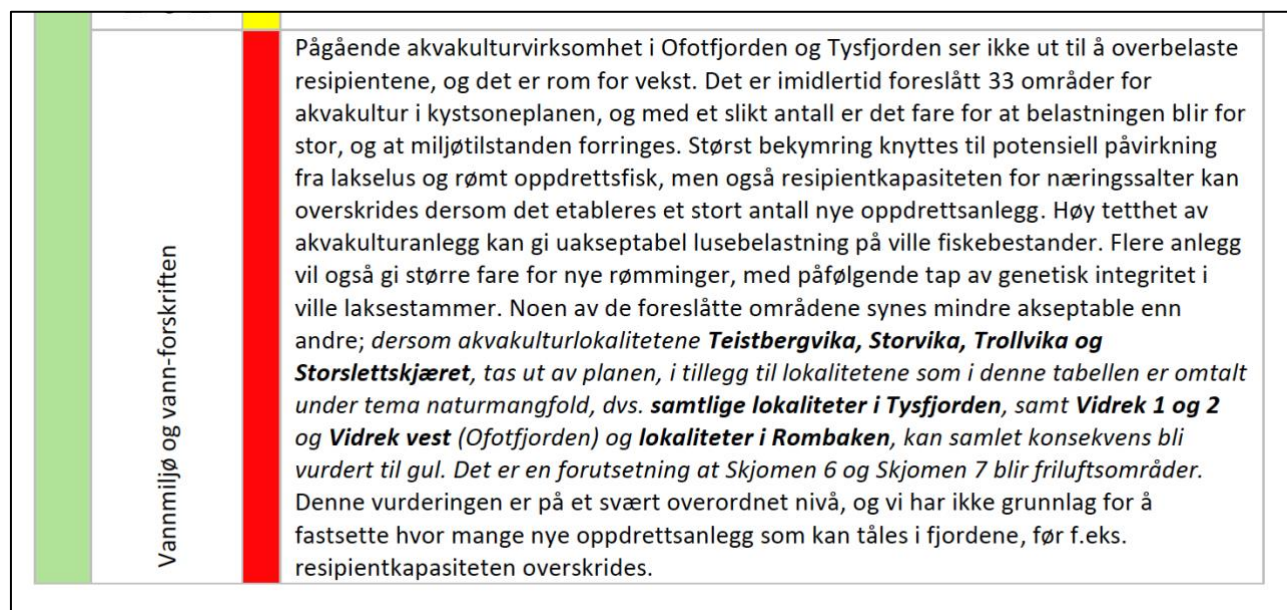 Pågående akvakulturvirksomhet i Ofotfjorden og Tysfjorden ser ikke ut til å overbelaste
resipientene, og det er rom for vekst. Det er imidlertid foreslått 33 områder for
akvakultur i kystsoneplanen, og med et slikt antall er det fare for at belastningen blir for
stor, og at miljøtilstanden forringes. Størst bekymring knyttes til potensiell påvirkning
fra lakselus og rømt oppdrettsfisk, men også resipientkapasiteten for næringssalter kan
overskrides dersom det etableres et stort antall nye oppdrettsanlegg. Høy tetthet av
akvakulturanlegg kan gi uakseptabel lusebelastning på ville fiskebestander. Flere anlegg
vil også gi større fare for nye rømminger, med påfølgende tap av genetisk integritet i
ville laksestammer. Noen av de foreslåtte områdene synes mindre akseptable enn
andre; dersom akvakulturlokalitetene Teistbergvika, Storvika, Trollvika og
Storslettskjæret, tas ut av planen, i tillegg til lokalitetene som i denne tabellen er omtalt
under tema naturmangfold, dvs. samtlige lokaliteter i Tysfjorden, samt Vidrek 1 og 2
og Vidrek vest (Ofotfjorden) og lokaliteter i Rombaken, kan samlet konsekvens bli
vurdert til gul. Det er en forutsetning at Skjomen 6 og Skjomen 7 blir friluftsområder.
Denne vurderingen er på et svært overordnet nivå, og vi har ikke grunnlag for å
fastsette hvor mange nye oppdrettsanlegg som kan tåles i fjordene, før f.eks.
resipientkapasiteten overskrides.
Vannmiljø og vann-forskriften